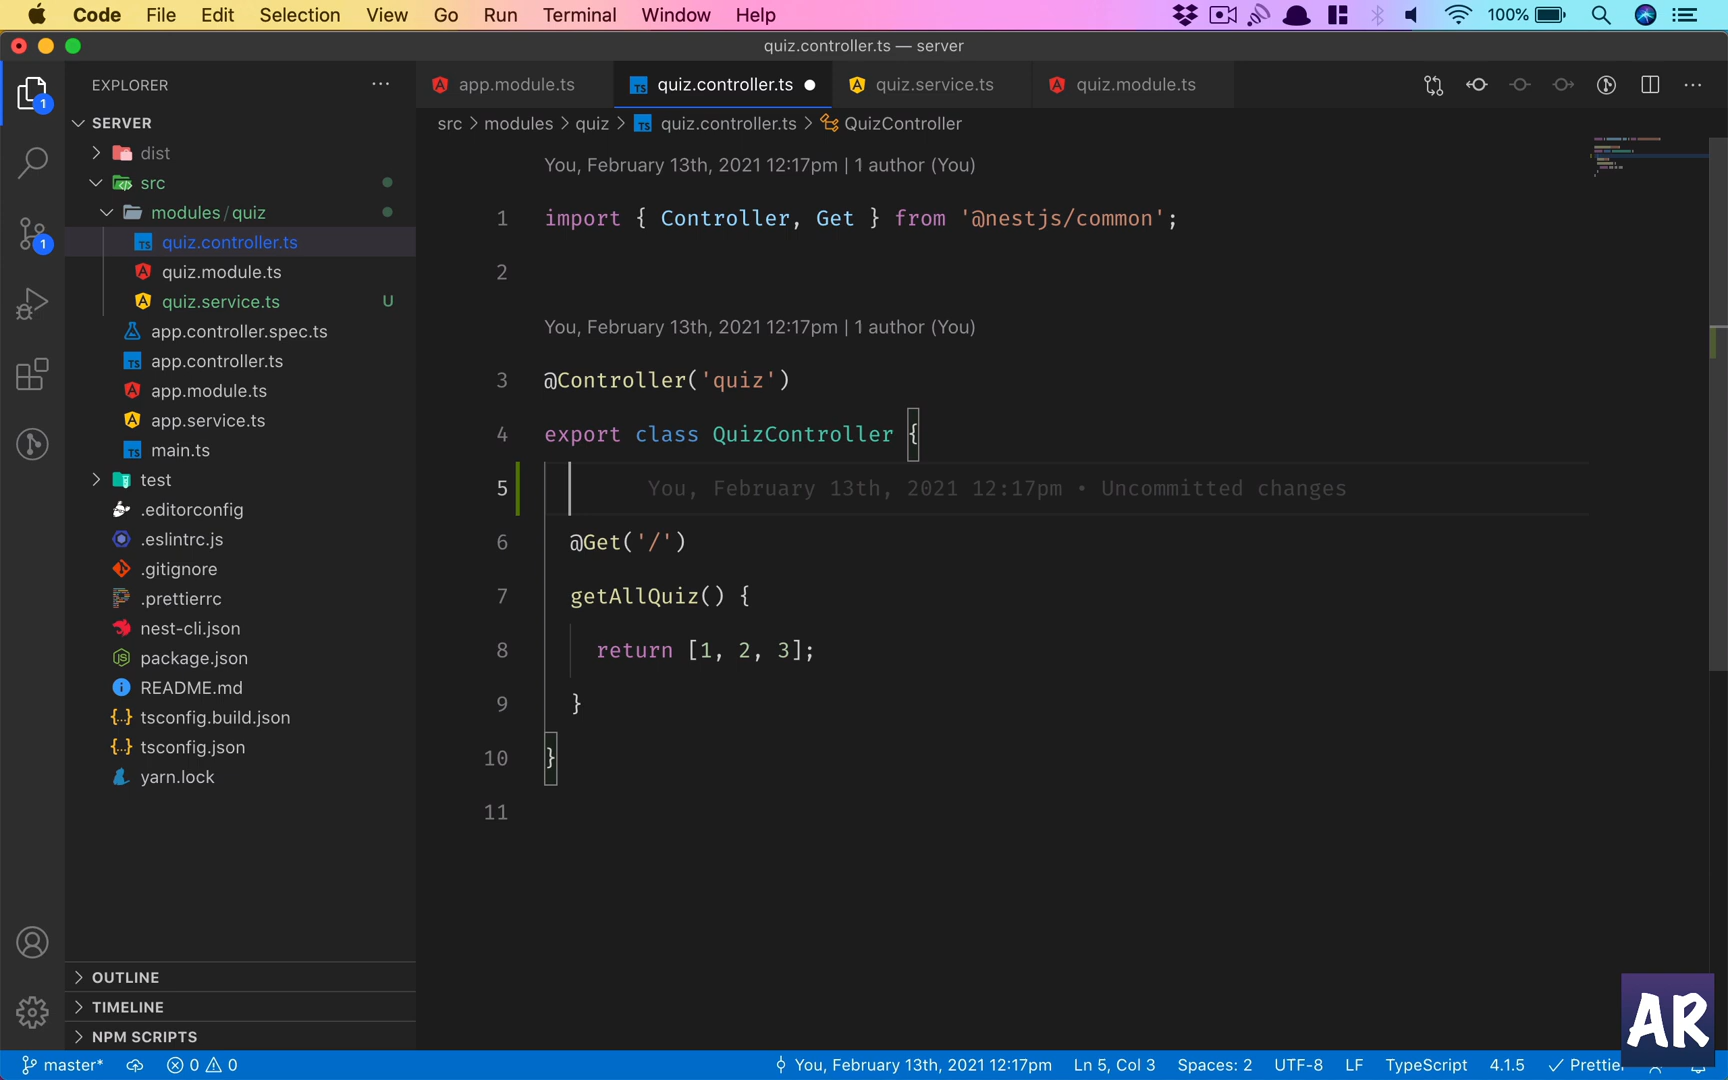 Code File Edit Selection View Go Run Terminal Window Help 100%
quiz.controller.ts — server
EXPLORER
app.module.ts quiz.controller.ts quiz.service.ts quiz.module.ts
src > modules > quiz > TS quiz.controller.ts > QuizController
SERVER
dist
src
modules/quiz
TS quiz.controller.ts
quiz.module.ts
quiz.service.ts U
app.controller.spec.ts
TS app.controller.ts
app.module.ts
app.service.ts
TS main.ts
test
.editorconfig
.eslintrc.js
.gitignore
.prettierrc
nest-cli.json
package.json
README.md
tsconfig.build.json
tsconfig.json
yarn.lock
OUTLINE
TIMELINE
NPM SCRIPTS
1
1
You, February 13th, 2021 12:17pm | 1 author (You)
1 import { Controller, Get } from '@nestjs/common';
2
You, February 13th, 2021 12:17pm | 1 author (You)
3 @Controller('quiz')
4 export class QuizController {
5 You, February 13th, 2021 12:17pm • Uncommitted changes
6 @Get('/')
7 getAllQuiz() {
8 return [1, 2, 3];
9 }
10 }
11
AR
master* 0 0 You, February 13th, 2021 12:17pm Ln 5, Col 3 Spaces: 2 UTF-8 LF TypeScript 4.1.5